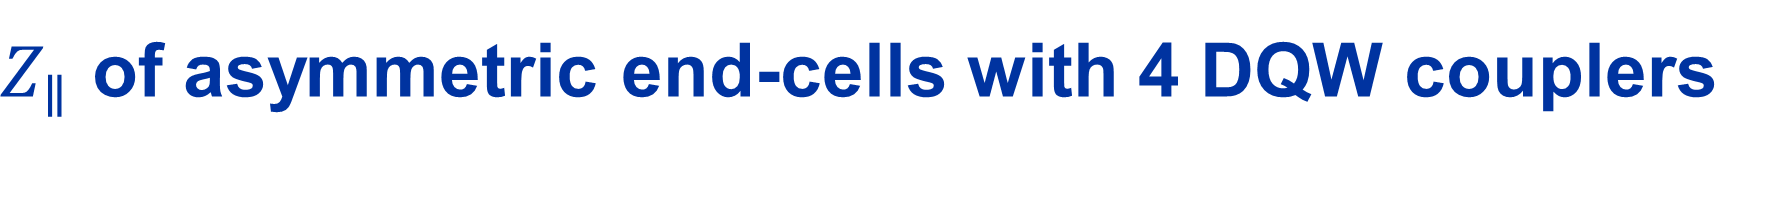 Z∥ of asymmetric end-cells with 4 DQW couplers